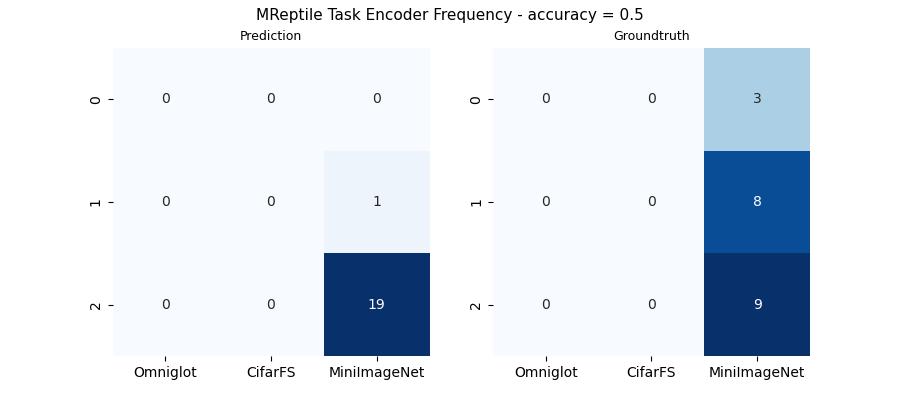 MReptile Task Encoder Frequency - accuracy = 0.5
Prediction
Groundtruth
0 0 0 0
0 0 0 3
1 0 0 1
1 0 0 8
2 0 0 19
2 0 0 9
Omniglot CifarFS MiniImageNet
Omniglot CifarFS MiniImageNet